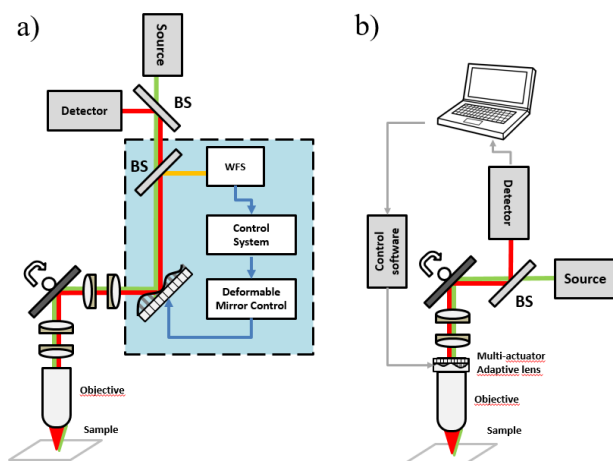 a)
Source
Detector
BS
BS
WFS
Control
System
Deformable
Mirror Control
Objective
Sample
b)
Detector
Control
software
Source
BS
Multi-actuator
Adaptive lens
Objective
Sample